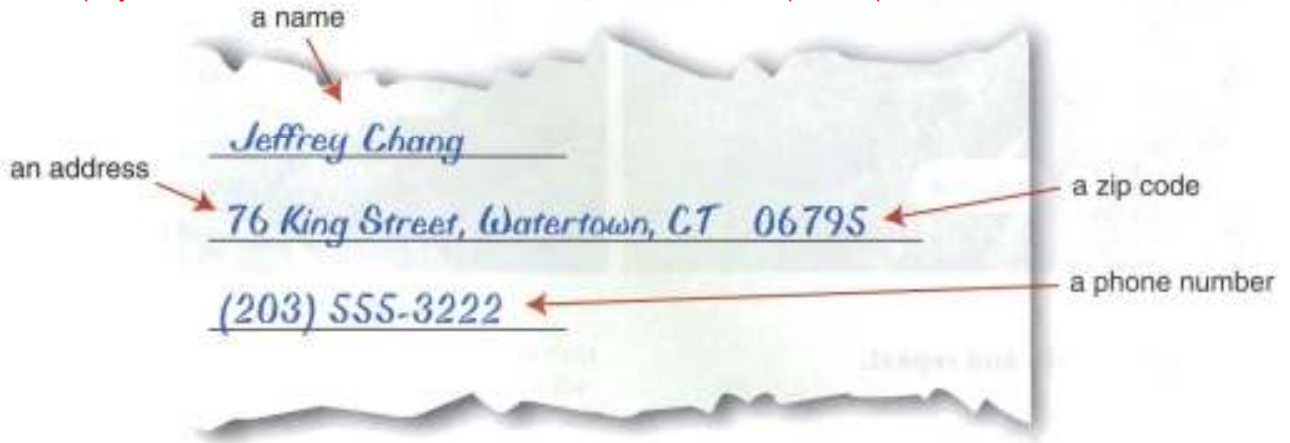 a name
Jeffrey Chang
an address
76 King Street, Watertown, CT 06795
a zip code
(203) 555-3222
a phone number